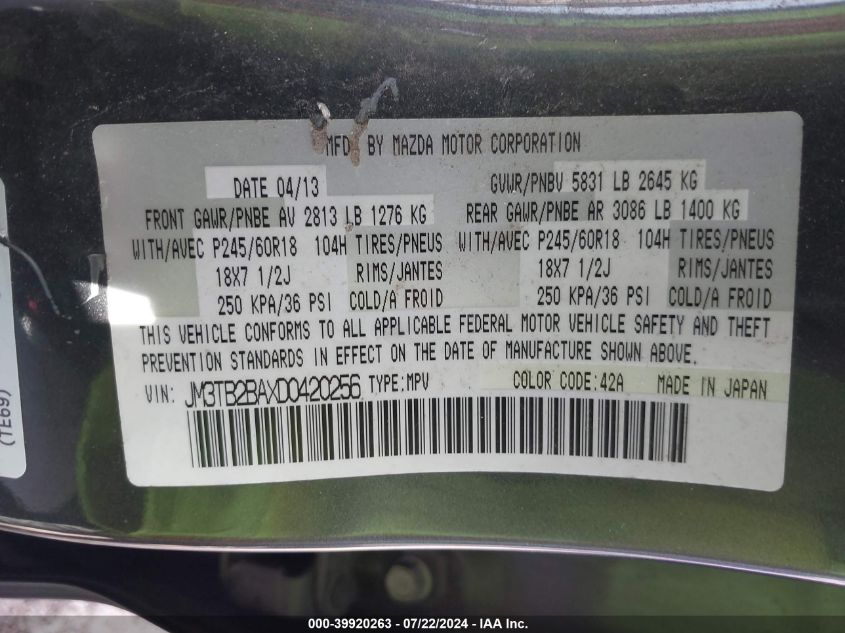 MFD BY MAZDA MOTOR CORPORATION
DATE 04/13 GVWR/PNBV 5831 LB 2645 KG
FRONT GAWR/PNBE AV 2813 LB 1276 KG REAR GAWR/PNBE AR 3086 LB 1400 KG
WITH/AVEC P245/60R18 104H TIRES/PNEUS WITH/AVEC P245/60R18 104H TIRES/PNEUS
18X7 1/2J RIMS/JANTES 18X7 1/2J RIMS/JANTES
250 KPA/36 PSI COLD/A FROID 250 KPA/36 PSI COLD/A FROID
THIS VEHICLE CONFORMS TO ALL APPLICABLE FEDERAL MOTOR VEHICLE SAFETY AND THEFT
PREVENTION STANDARDS IN EFFECT ON THE DATE OF MANUFACTURE SHOWN ABOVE.
VIN: JM3TB2BAXD0420256 TYPE:MPV COLOR CODE:42A MADE IN JAPAN
(TE69)
000-39920263 - 07/22/2024 - IAA Inc.